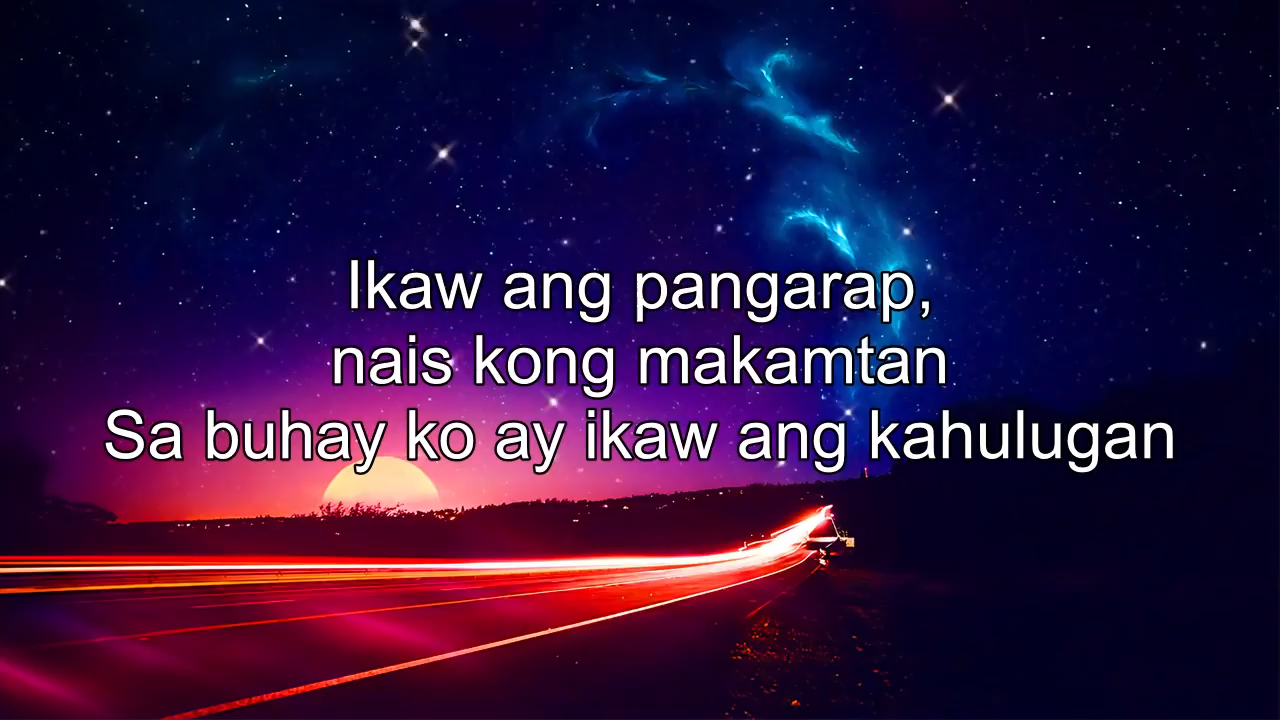 Ikaw ang pangarap,
nais kong makamtan
Sa buhay ko ay ikaw ang kahulugan